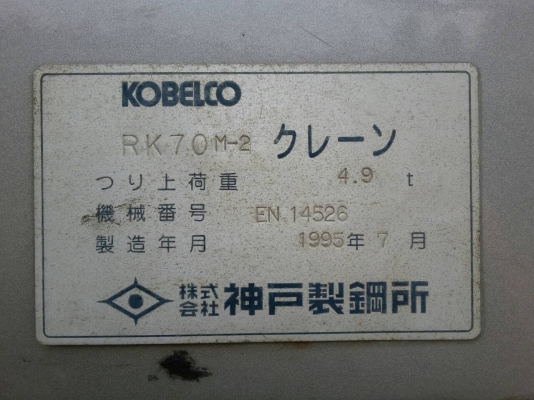 KOBELCO
RK70M-2 クレーン
つり上荷重 4.9 t
機械番号 EN14526
製造年月 1995年7月
株式会社 神戸製鋼所